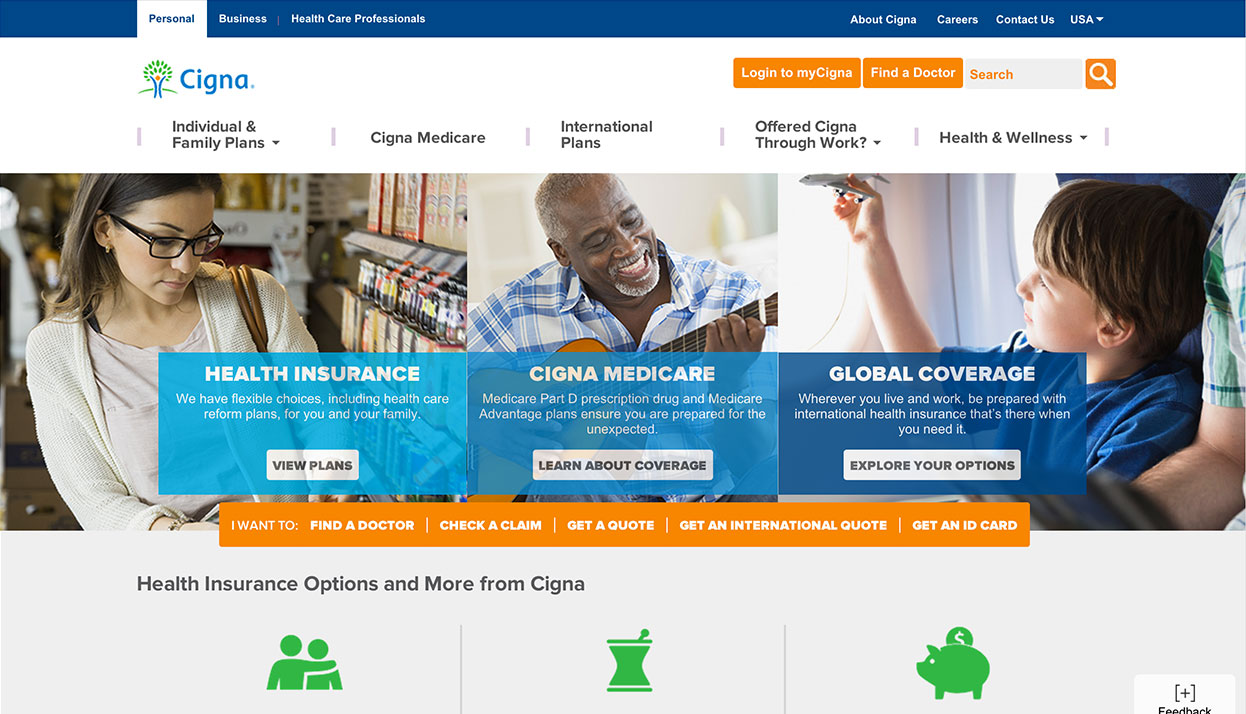 Personal
Business
Health Care Professionals
About Cigna
Careers
Contact Us
USA
Cigna®
Login to myCigna
Find a Doctor
Search
Individual &
Family Plans
Cigna Medicare
International
Plans
Offered Cigna
Through Work?
Health & Wellness
HEALTH INSURANCE
We have flexible choices, including health care
reform plans, for you and your family.
VIEW PLANS
CIGNA MEDICARE
Medicare Part D prescription drug and Medicare
Advantage plans ensure you are prepared for the
unexpected.
LEARN ABOUT COVERAGE
GLOBAL COVERAGE
Wherever you live and work, be prepared with
international health insurance that's there when
you need it.
EXPLORE YOUR OPTIONS
I WANT TO: FIND A DOCTOR | CHECK A CLAIM | GET A QUOTE | GET AN INTERNATIONAL QUOTE | GET AN ID CARD
Health Insurance Options and More from Cigna
$
[+]
Feedback